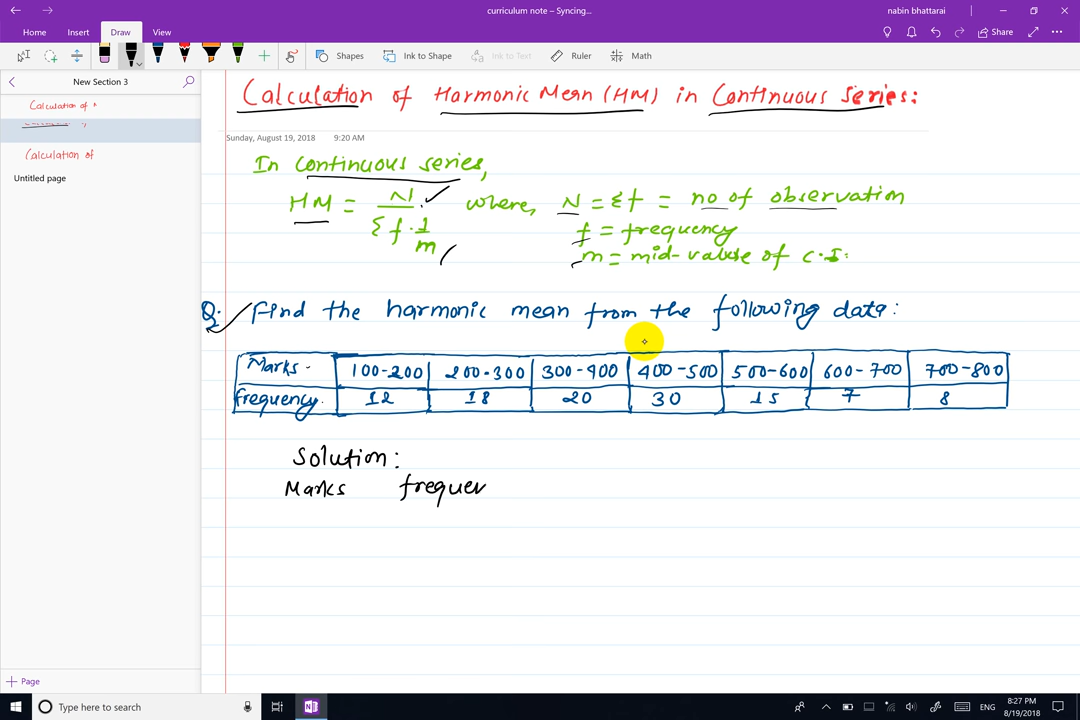 curriculum note – Syncing...
nabin bhattarai
Home Insert Draw View
Share
Shapes Ink to Shape Ink to Text Ruler Math
New Section 3
Calculation of H
Calculation of
Untitled page
Page
Calculation of Harmonic Mean (HM) in Continuous Series:
Sunday, August 19, 2018 9:20 AM
In Continuous series,
HM = N / Σ f · 1/m where, N = Σf = no of observation
f = frequency
m = mid-value of C.I.
Q. Find the harmonic mean from the following data:
Marks. 100-200 200-300 300-400 400-500 500-600 600-700 700-800
Frequency. 12 18 20 30 15 7 8
Solution:
Marks frequen
Type here to search
ENG
8:27 PM
8/19/2018